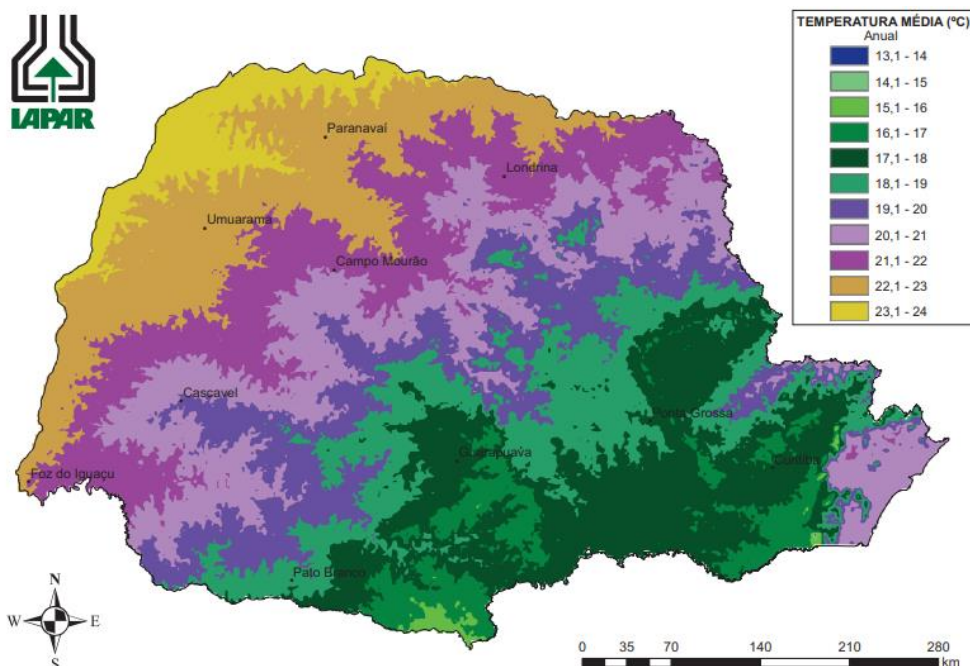 IAPAR
TEMPERATURA MÉDIA (ºC)
Anual
13,1 - 14
14,1 - 15
15,1 - 16
16,1 - 17
17,1 - 18
18,1 - 19
19,1 - 20
20,1 - 21
21,1 - 22
22,1 - 23
23,1 - 24
Paranavaí
Londrina
Umuarama
Campo Mourão
Cascavel
Ponta Grossa
Guarapuava
Curitiba
Foz do Iguaçu
Pato Branco
N
W E
S
0 35 70 140 210 280
km